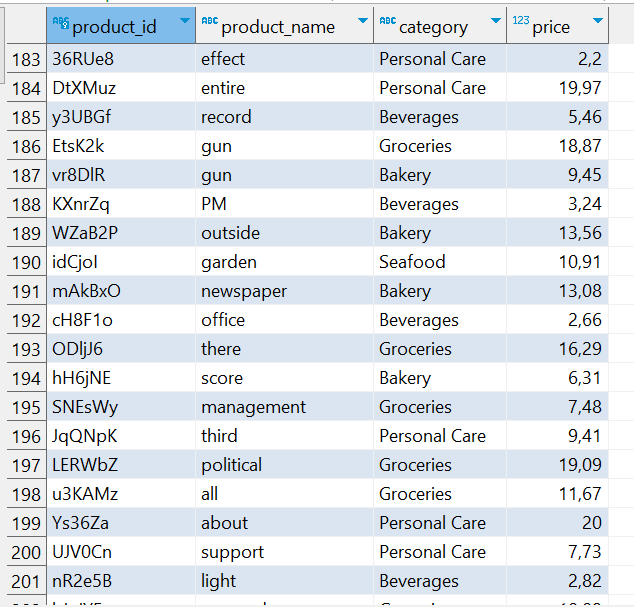 ABC product_id ABC product_name ABC category 123 price
183 36RUe8 effect Personal Care 2,2
184 DtXMuz entire Personal Care 19,97
185 y3UBGf record Beverages 5,46
186 EtsK2k gun Groceries 18,87
187 vr8DlR gun Bakery 9,45
188 KXnrZq PM Beverages 3,24
189 WZaB2P outside Bakery 13,56
190 idCjoI garden Seafood 10,91
191 mAkBxO newspaper Bakery 13,08
192 cH8F1o office Beverages 2,66
193 ODljJ6 there Groceries 16,29
194 hH6jNE score Bakery 6,31
195 SNEsWy management Groceries 7,48
196 JqQNpK third Personal Care 9,41
197 LERWbZ political Groceries 19,09
198 u3KAMz all Groceries 11,67
199 Ys36Za about Personal Care 20
200 UJV0Cn support Personal Care 7,73
201 nR2e5B light Beverages 2,82